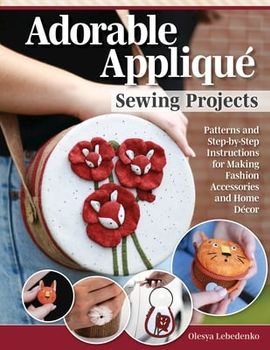 Adorable
Appliqué
Sewing Projects
Patterns and
Step-by-Step
Instructions
for Making
Fashion
Accessories
and Home
Décor
Olesya Lebedenko